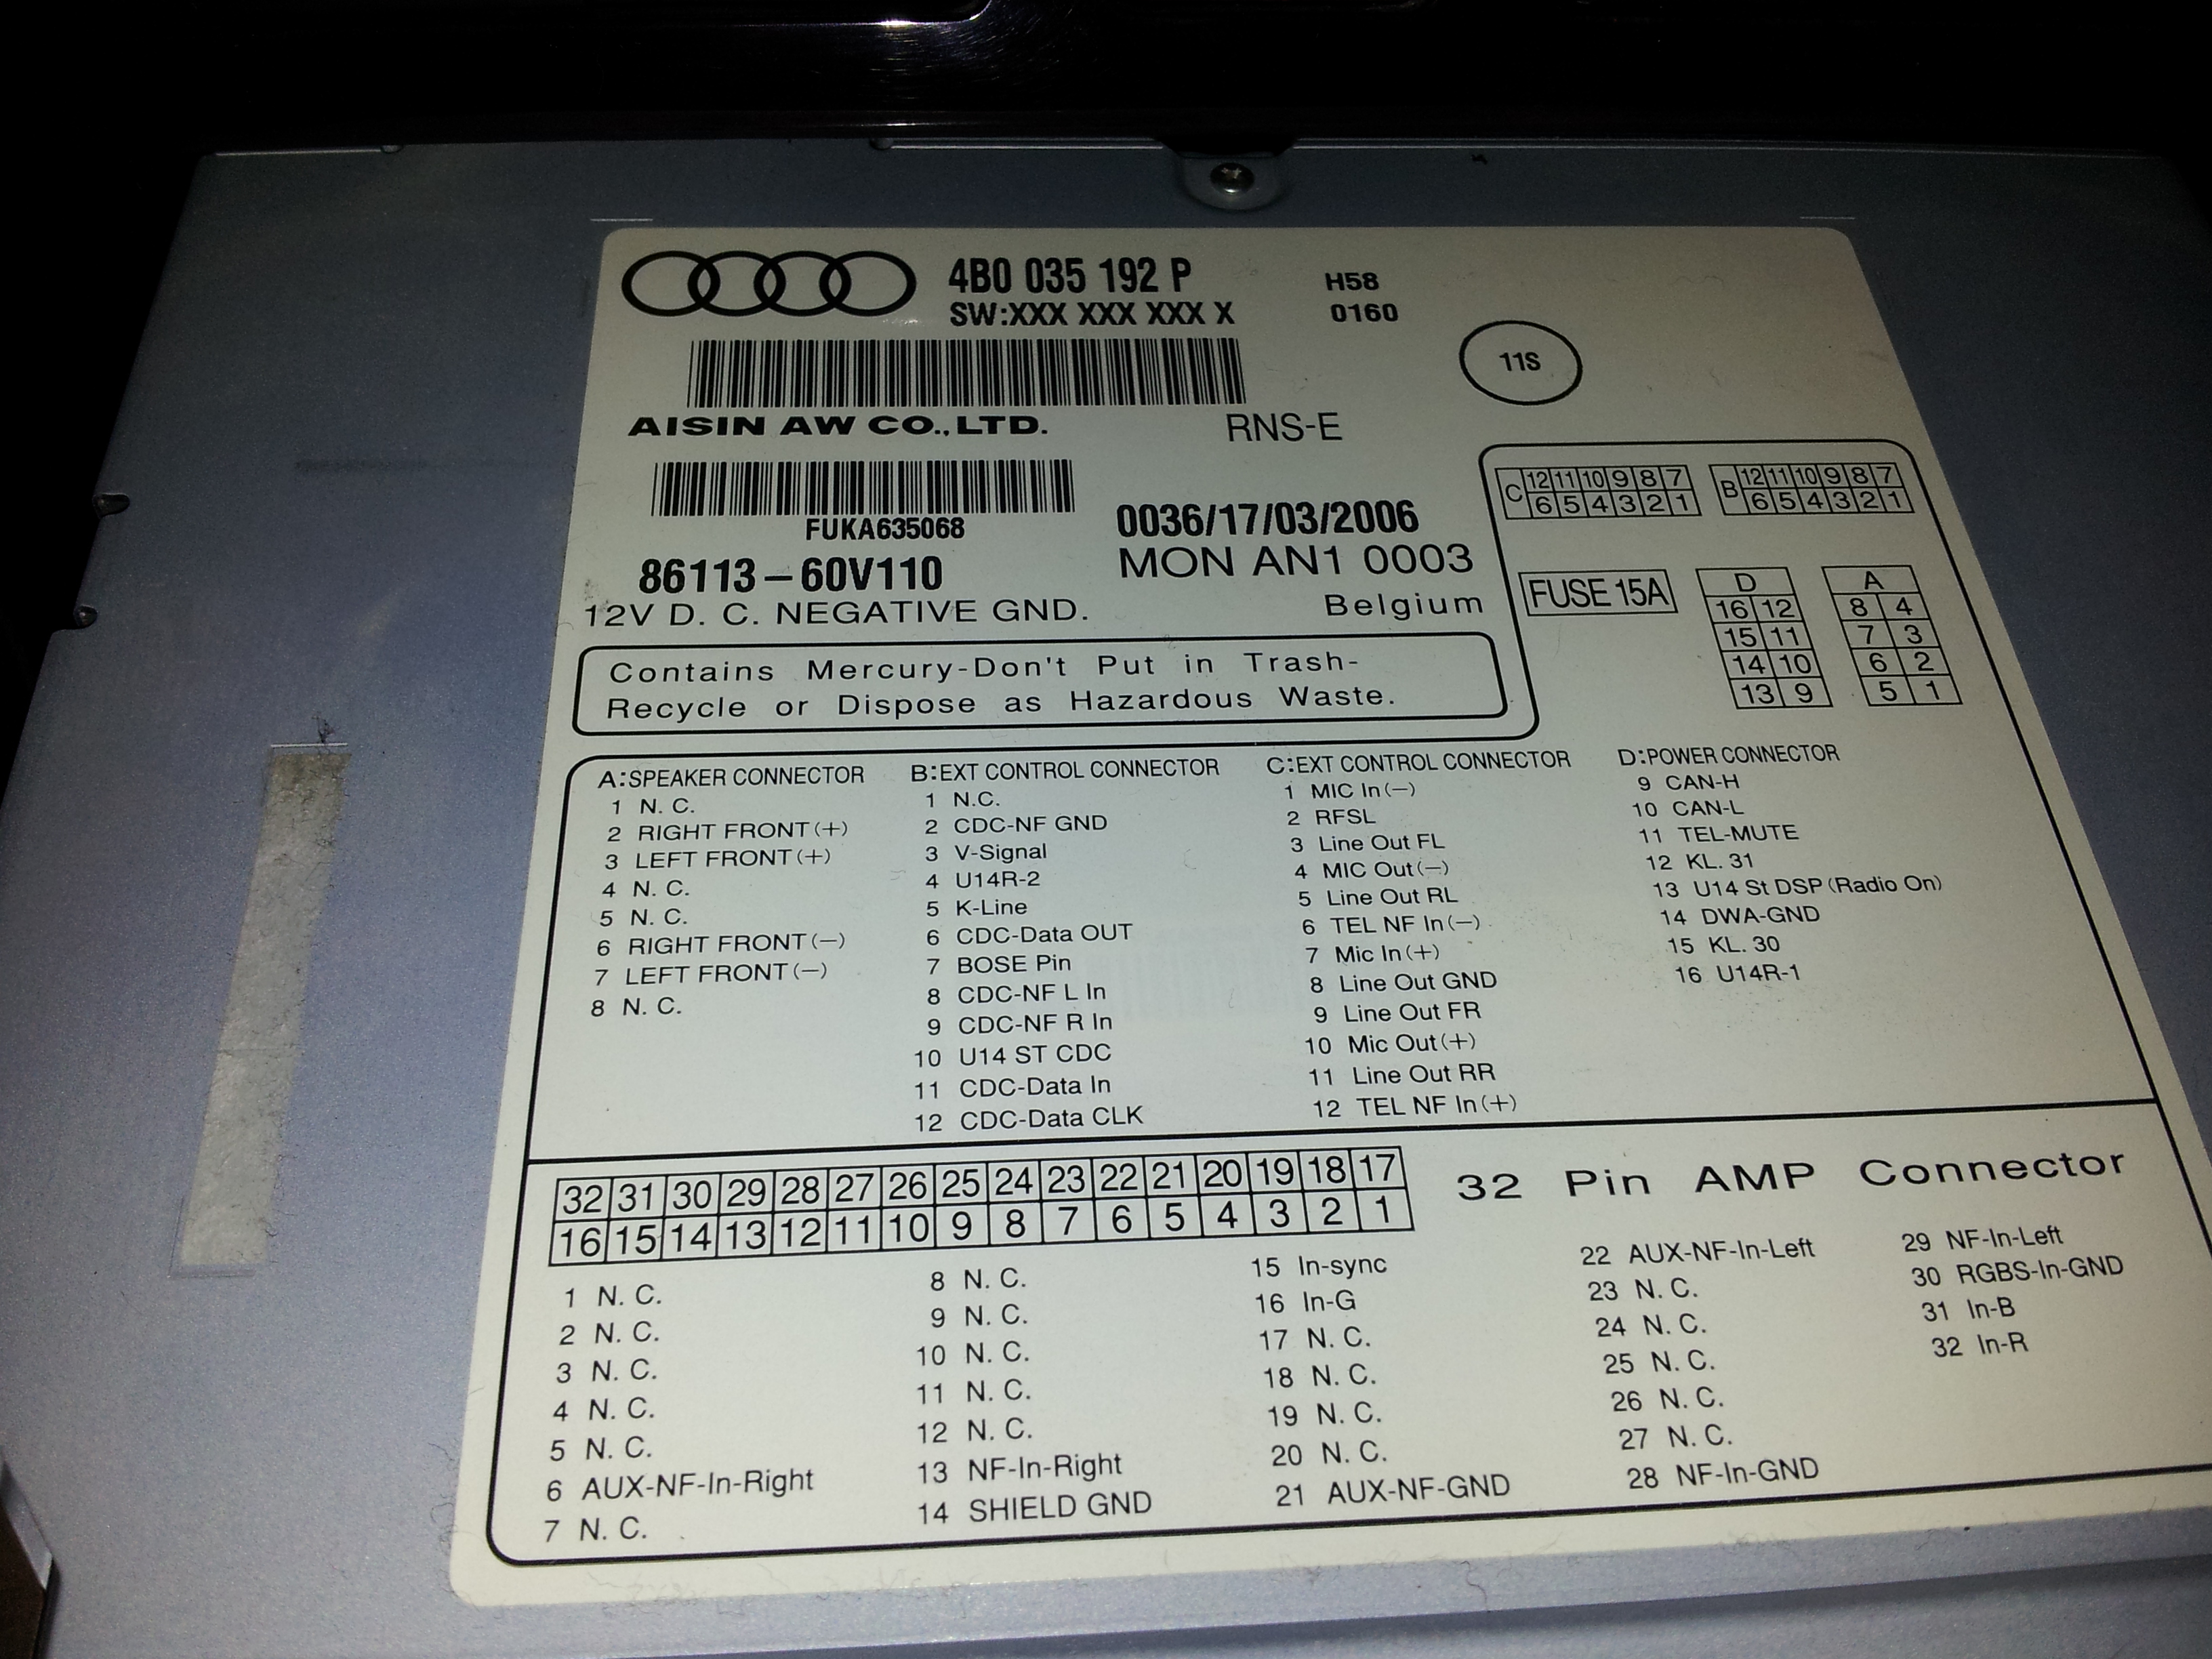 4B0 035 192 P
SW:XXX XXX XXX X
H58
0160
11S
AISIN AW CO., LTD.
RNS-E
FUKA635068
0036/17/03/2006
86113-60V110
MON AN1 0003
12V D. C. NEGATIVE GND.
Belgium
Contains Mercury-Don't Put in Trash-
Recycle or Dispose as Hazardous Waste.
C 12 11 10 9 8 7
6 5 4 3 2 1
B 12 11 10 9 8 7
6 5 4 3 2 1
FUSE 15A
D
16 12
15 11
14 10
13 9
A
8 4
7 3
6 2
5 1
A:SPEAKER CONNECTOR
1 N. C.
2 RIGHT FRONT(+)
3 LEFT FRONT(+)
4 N. C.
5 N. C.
6 RIGHT FRONT(−)
7 LEFT FRONT(−)
8 N. C.
B:EXT CONTROL CONNECTOR
1 N.C.
2 CDC-NF GND
3 V-Signal
4 U14R-2
5 K-Line
6 CDC-Data OUT
7 BOSE Pin
8 CDC-NF L In
9 CDC-NF R In
10 U14 ST CDC
11 CDC-Data In
12 CDC-Data CLK
C:EXT CONTROL CONNECTOR
1 MIC In(−)
2 RFSL
3 Line Out FL
4 MIC Out(−)
5 Line Out RL
6 TEL NF In(−)
7 Mic In(+)
8 Line Out GND
9 Line Out FR
10 Mic Out(+)
11 Line Out RR
12 TEL NF In(+)
D:POWER CONNECTOR
9 CAN-H
10 CAN-L
11 TEL-MUTE
12 KL. 31
13 U14 St DSP(Radio On)
14 DWA-GND
15 KL. 30
16 U14R-1
32 31 30 29 28 27 26 25 24 23 22 21 20 19 18 17
16 15 14 13 12 11 10 9 8 7 6 5 4 3 2 1
32 Pin AMP Connector
1 N. C.
2 N. C.
3 N. C.
4 N. C.
5 N. C.
6 AUX-NF-In-Right
7 N. C.
8 N. C.
9 N. C.
10 N. C.
11 N. C.
12 N. C.
13 NF-In-Right
14 SHIELD GND
15 In-sync
16 In-G
17 N. C.
18 N. C.
19 N. C.
20 N. C.
21 AUX-NF-GND
22 AUX-NF-In-Left
23 N. C.
24 N. C.
25 N. C.
26 N. C.
27 N. C.
28 NF-In-GND
29 NF-In-Left
30 RGBS-In-GND
31 In-B
32 In-R